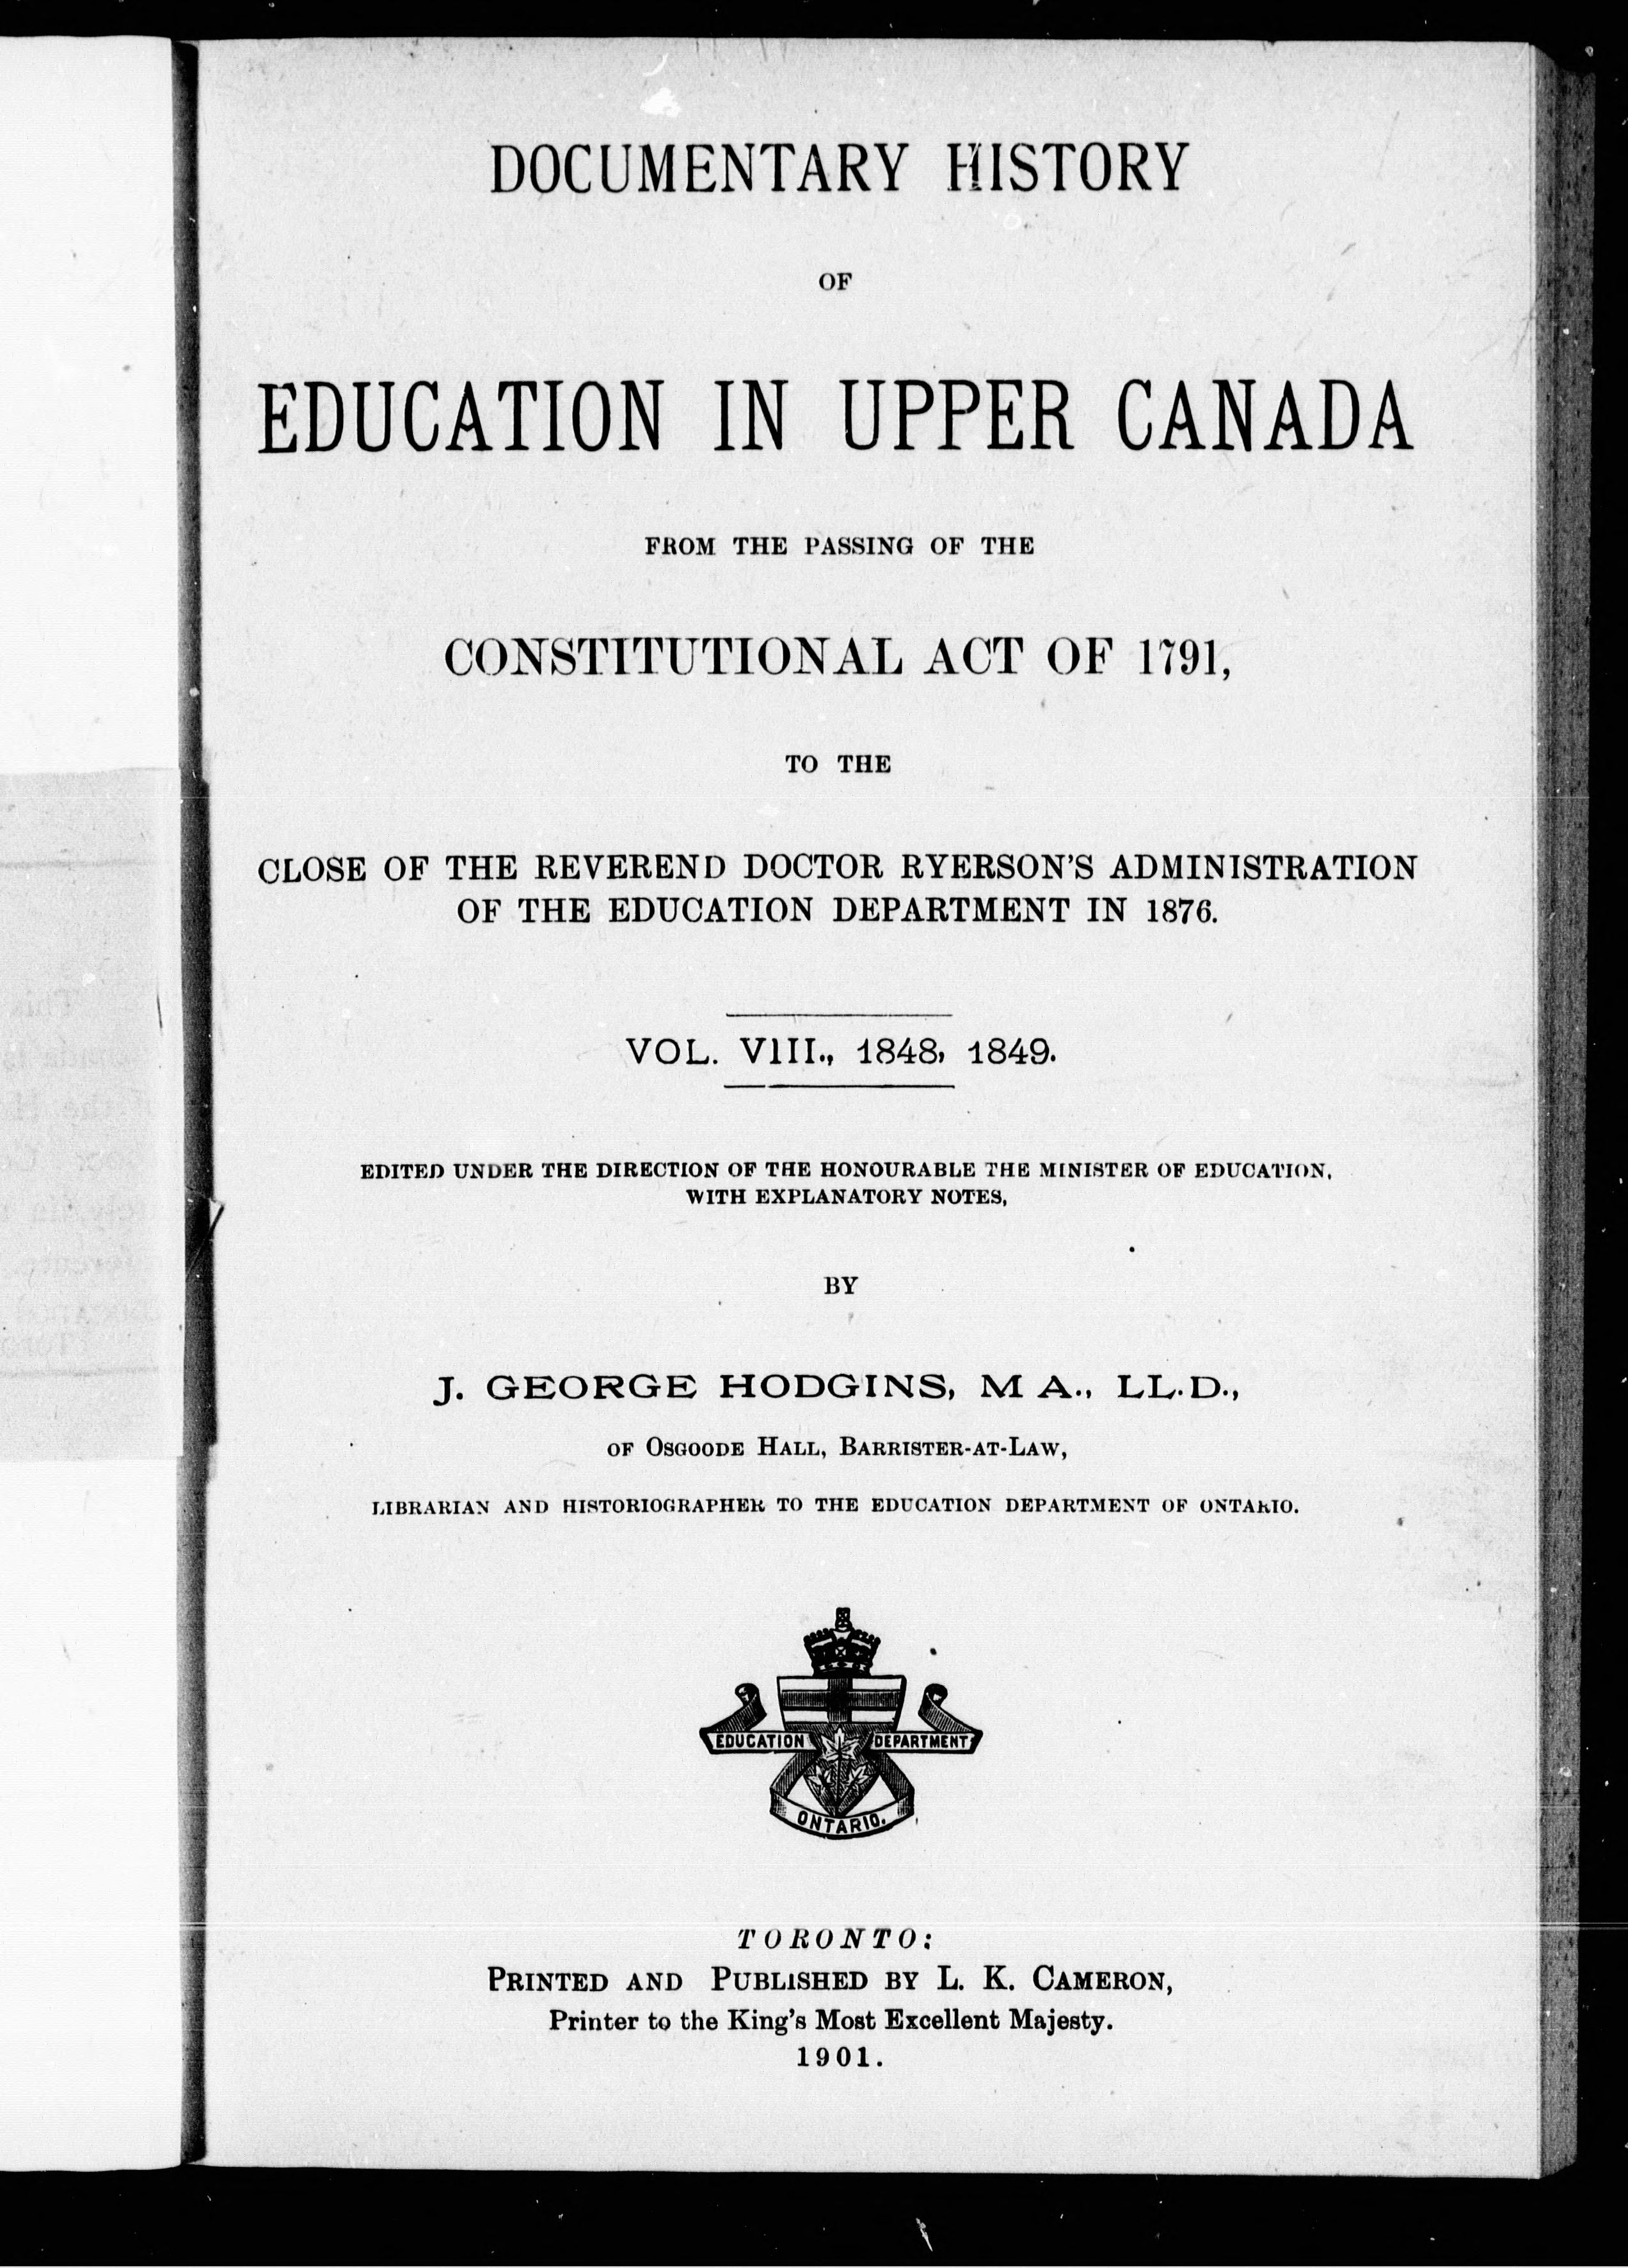 DOCUMENTARY HISTORY
OF
EDUCATION IN UPPER CANADA
FROM THE PASSING OF THE
CONSTITUTIONAL ACT OF 1791,
TO THE
CLOSE OF THE REVEREND DOCTOR RYERSON'S ADMINISTRATION
OF THE EDUCATION DEPARTMENT IN 1876.
VOL. VIII., 1848, 1849.
EDITED UNDER THE DIRECTION OF THE HONOURABLE THE MINISTER OF EDUCATION,
WITH EXPLANATORY NOTES,
BY
J. GEORGE HODGINS, M A., LL.D.,
OF OSGOODE HALL, BARRISTER-AT-LAW,
LIBRARIAN AND HISTORIOGRAPHER TO THE EDUCATION DEPARTMENT OF ONTARIO.
EDUCATION DEPARTMENT
ONTARIO.
TORONTO:
PRINTED AND PUBLISHED BY L. K. CAMERON,
Printer to the King's Most Excellent Majesty.
1901.